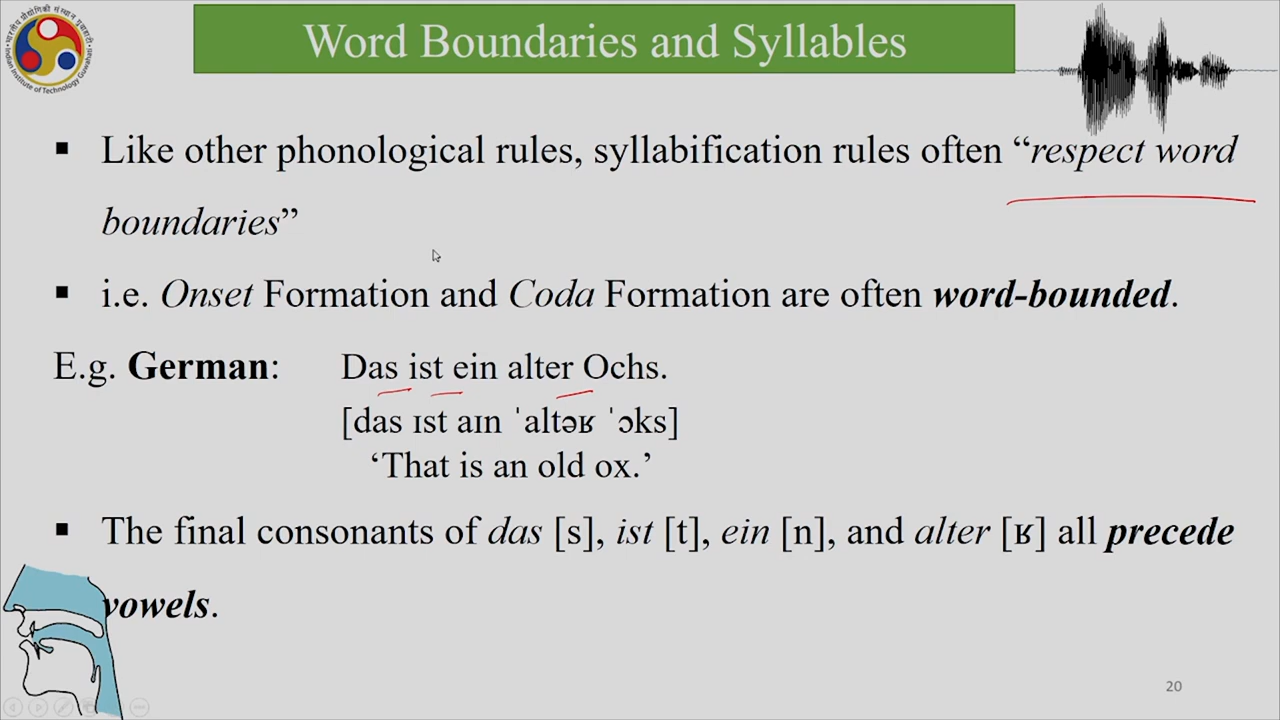 Word Boundaries and Syllables
▪ Like other phonological rules, syllabification rules often “respect word
boundaries”
▪ i.e. Onset Formation and Coda Formation are often word-bounded.
E.g. German: Das ist ein alter Ochs.
[das ɪst aɪn ˈaltəʁ ˈɔks]
‘That is an old ox.’
▪ The final consonants of das [s], ist [t], ein [n], and alter [ʁ] all precede
vowels.
20